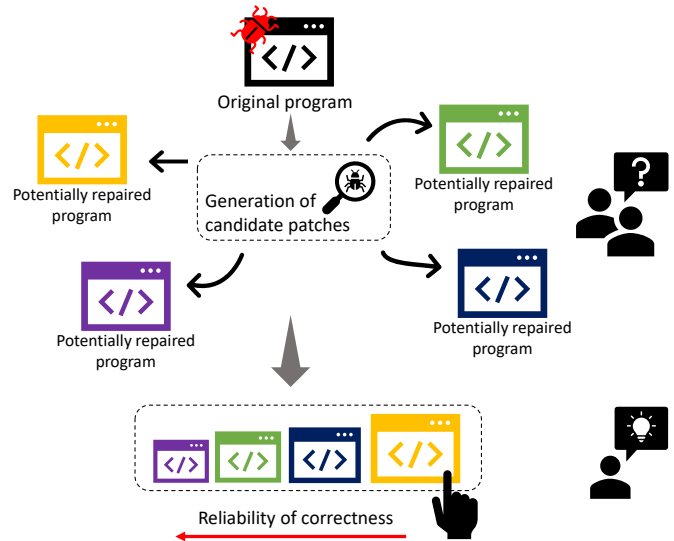 </>
Original program
</>
</>
Potentially repaired
program
Potentially repaired
program
Generation of
candidate patches
?
</>
</>
Potentially repaired
program
Potentially repaired
program
</>
</>
</>
</>
Reliability of correctness